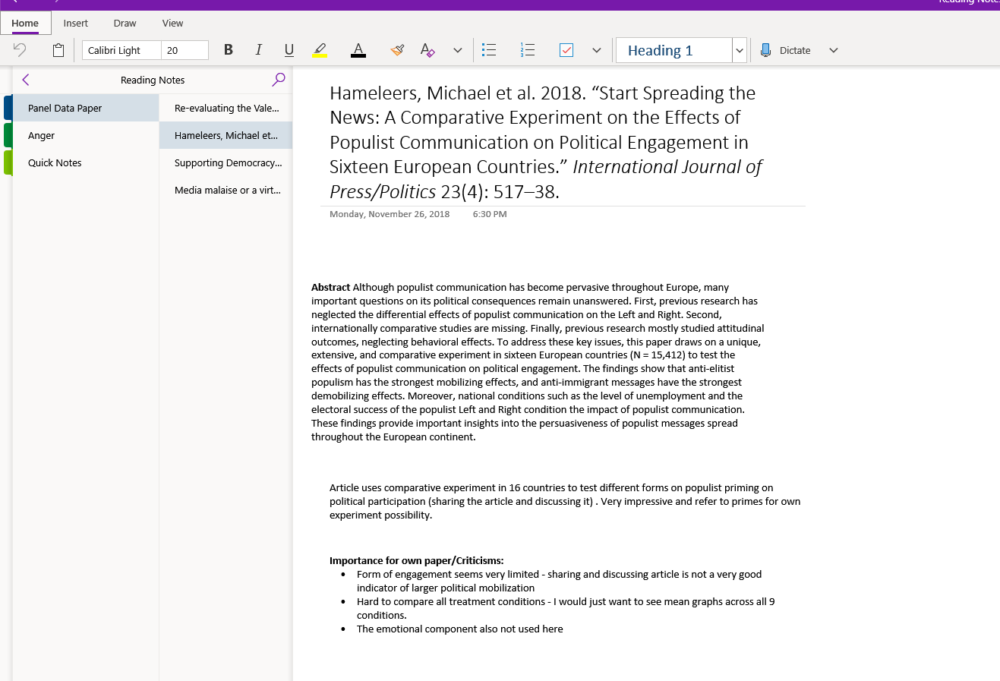 Reading Note
Home Insert Draw View
Calibri Light 20 B I U A A Heading 1 Dictate
Reading Notes
Panel Data Paper
Anger
Quick Notes
Re-evaluating the Vale...
Hameleers, Michael et...
Supporting Democracy...
Media malaise or a virt...
Hameleers, Michael et al. 2018. “Start Spreading the
News: A Comparative Experiment on the Effects of
Populist Communication on Political Engagement in
Sixteen European Countries.” International Journal of
Press/Politics 23(4): 517–38.
Monday, November 26, 2018 6:30 PM
Abstract Although populist communication has become pervasive throughout Europe, many
important questions on its political consequences remain unanswered. First, previous research has
neglected the differential effects of populist communication on the Left and Right. Second,
internationally comparative studies are missing. Finally, previous research mostly studied attitudinal
outcomes, neglecting behavioral effects. To address these key issues, this paper draws on a unique,
extensive, and comparative experiment in sixteen European countries (N = 15,412) to test the
effects of populist communication on political engagement. The findings show that anti-elitist
populism has the strongest mobilizing effects, and anti-immigrant messages have the strongest
demobilizing effects. Moreover, national conditions such as the level of unemployment and the
electoral success of the populist Left and Right condition the impact of populist communication.
These findings provide important insights into the persuasiveness of populist messages spread
throughout the European continent.
Article uses comparative experiment in 16 countries to test different forms on populist priming on
political participation (sharing the article and discussing it) . Very impressive and refer to primes for own
experiment possibility.
Importance for own paper/Criticisms:
• Form of engagement seems very limited - sharing and discussing article is not a very good
indicator of larger political mobilization
• Hard to compare all treatment conditions - I would just want to see mean graphs across all 9
conditions.
• The emotional component also not used here